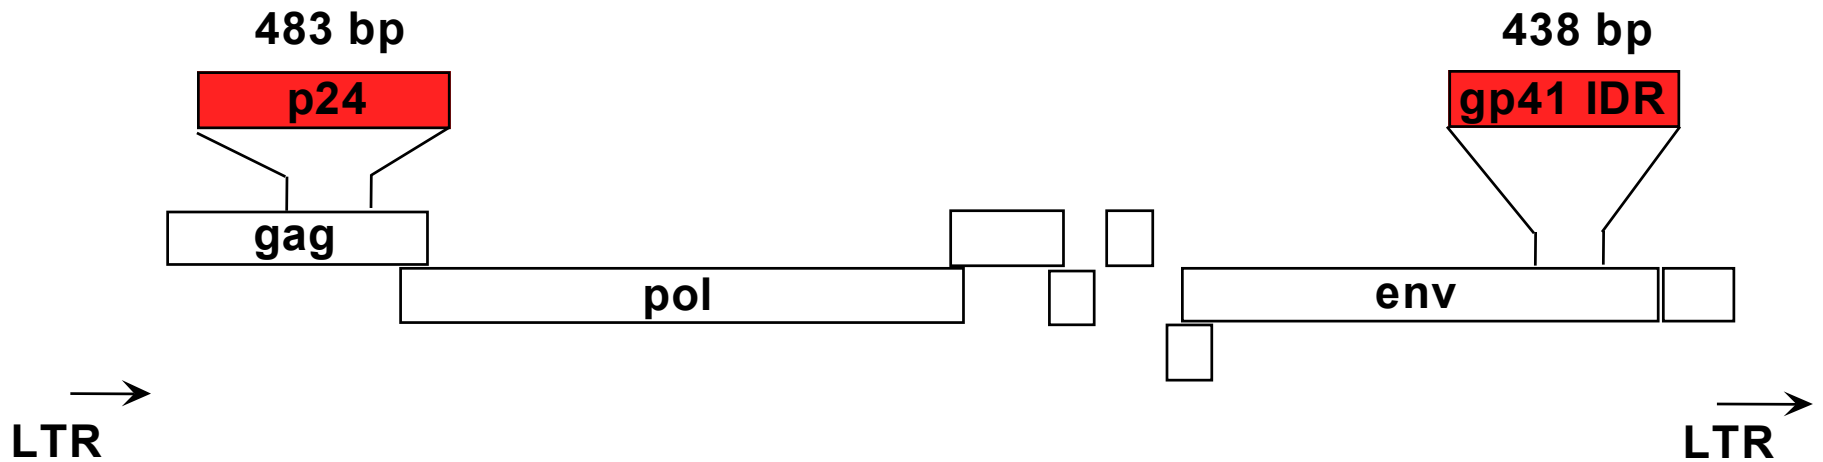 483 bp
438 bp
p24
gp41 IDR
gag
pol
env
LTR
LTR